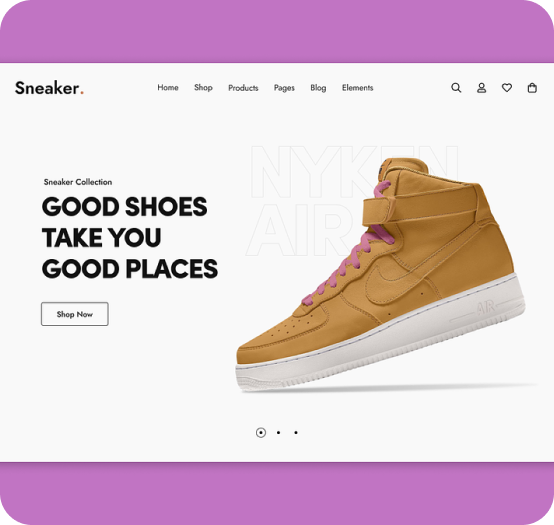 Sneaker.
Home Shop Products Pages Blog Elements
NYKEN
AIR
Sneaker Collection
GOOD SHOES
TAKE YOU
GOOD PLACES
Shop Now
AIR